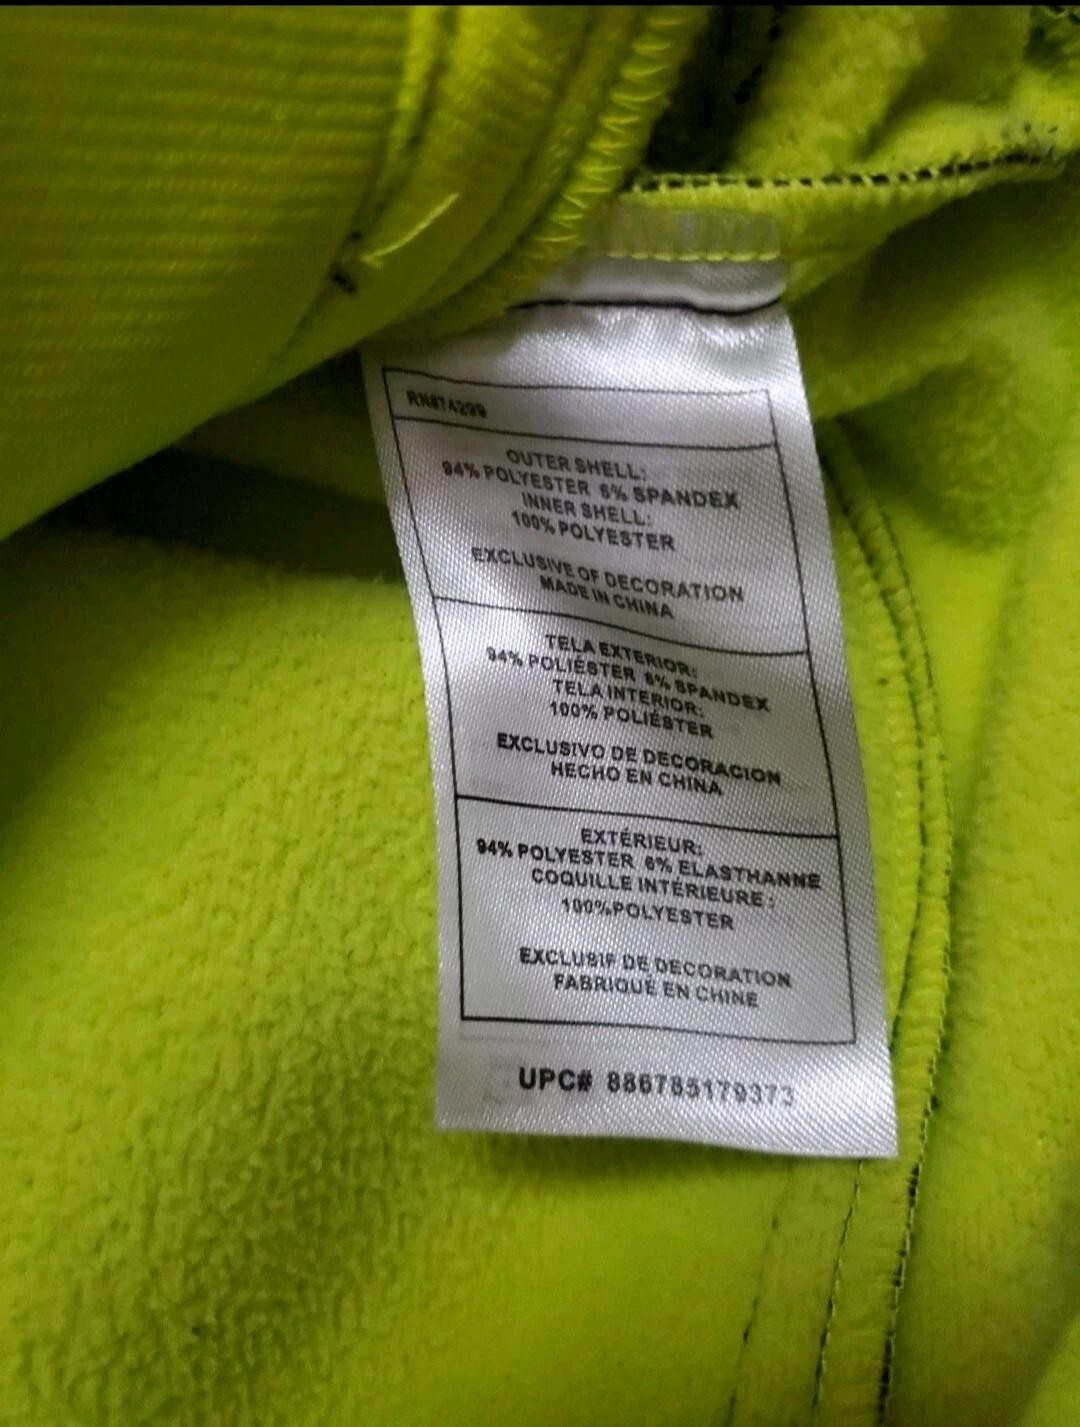 RN#74299
OUTER SHELL:
94% POLYESTER 6% SPANDEX
INNER SHELL:
100% POLYESTER
EXCLUSIVE OF DECORATION
MADE IN CHINA
TELA EXTERIOR:
94% POLIÉSTER 6% SPANDEX
TELA INTERIOR:
100% POLIÉSTER
EXCLUSIVO DE DECORACION
HECHO EN CHINA
EXTÉRIEUR:
94% POLYESTER 6% ELASTHANNE
COQUILLE INTÉRIEURE :
100%POLYESTER
EXCLUSIF DE DECORATION
FABRIQUÉ EN CHINE
UPC# 886785179373